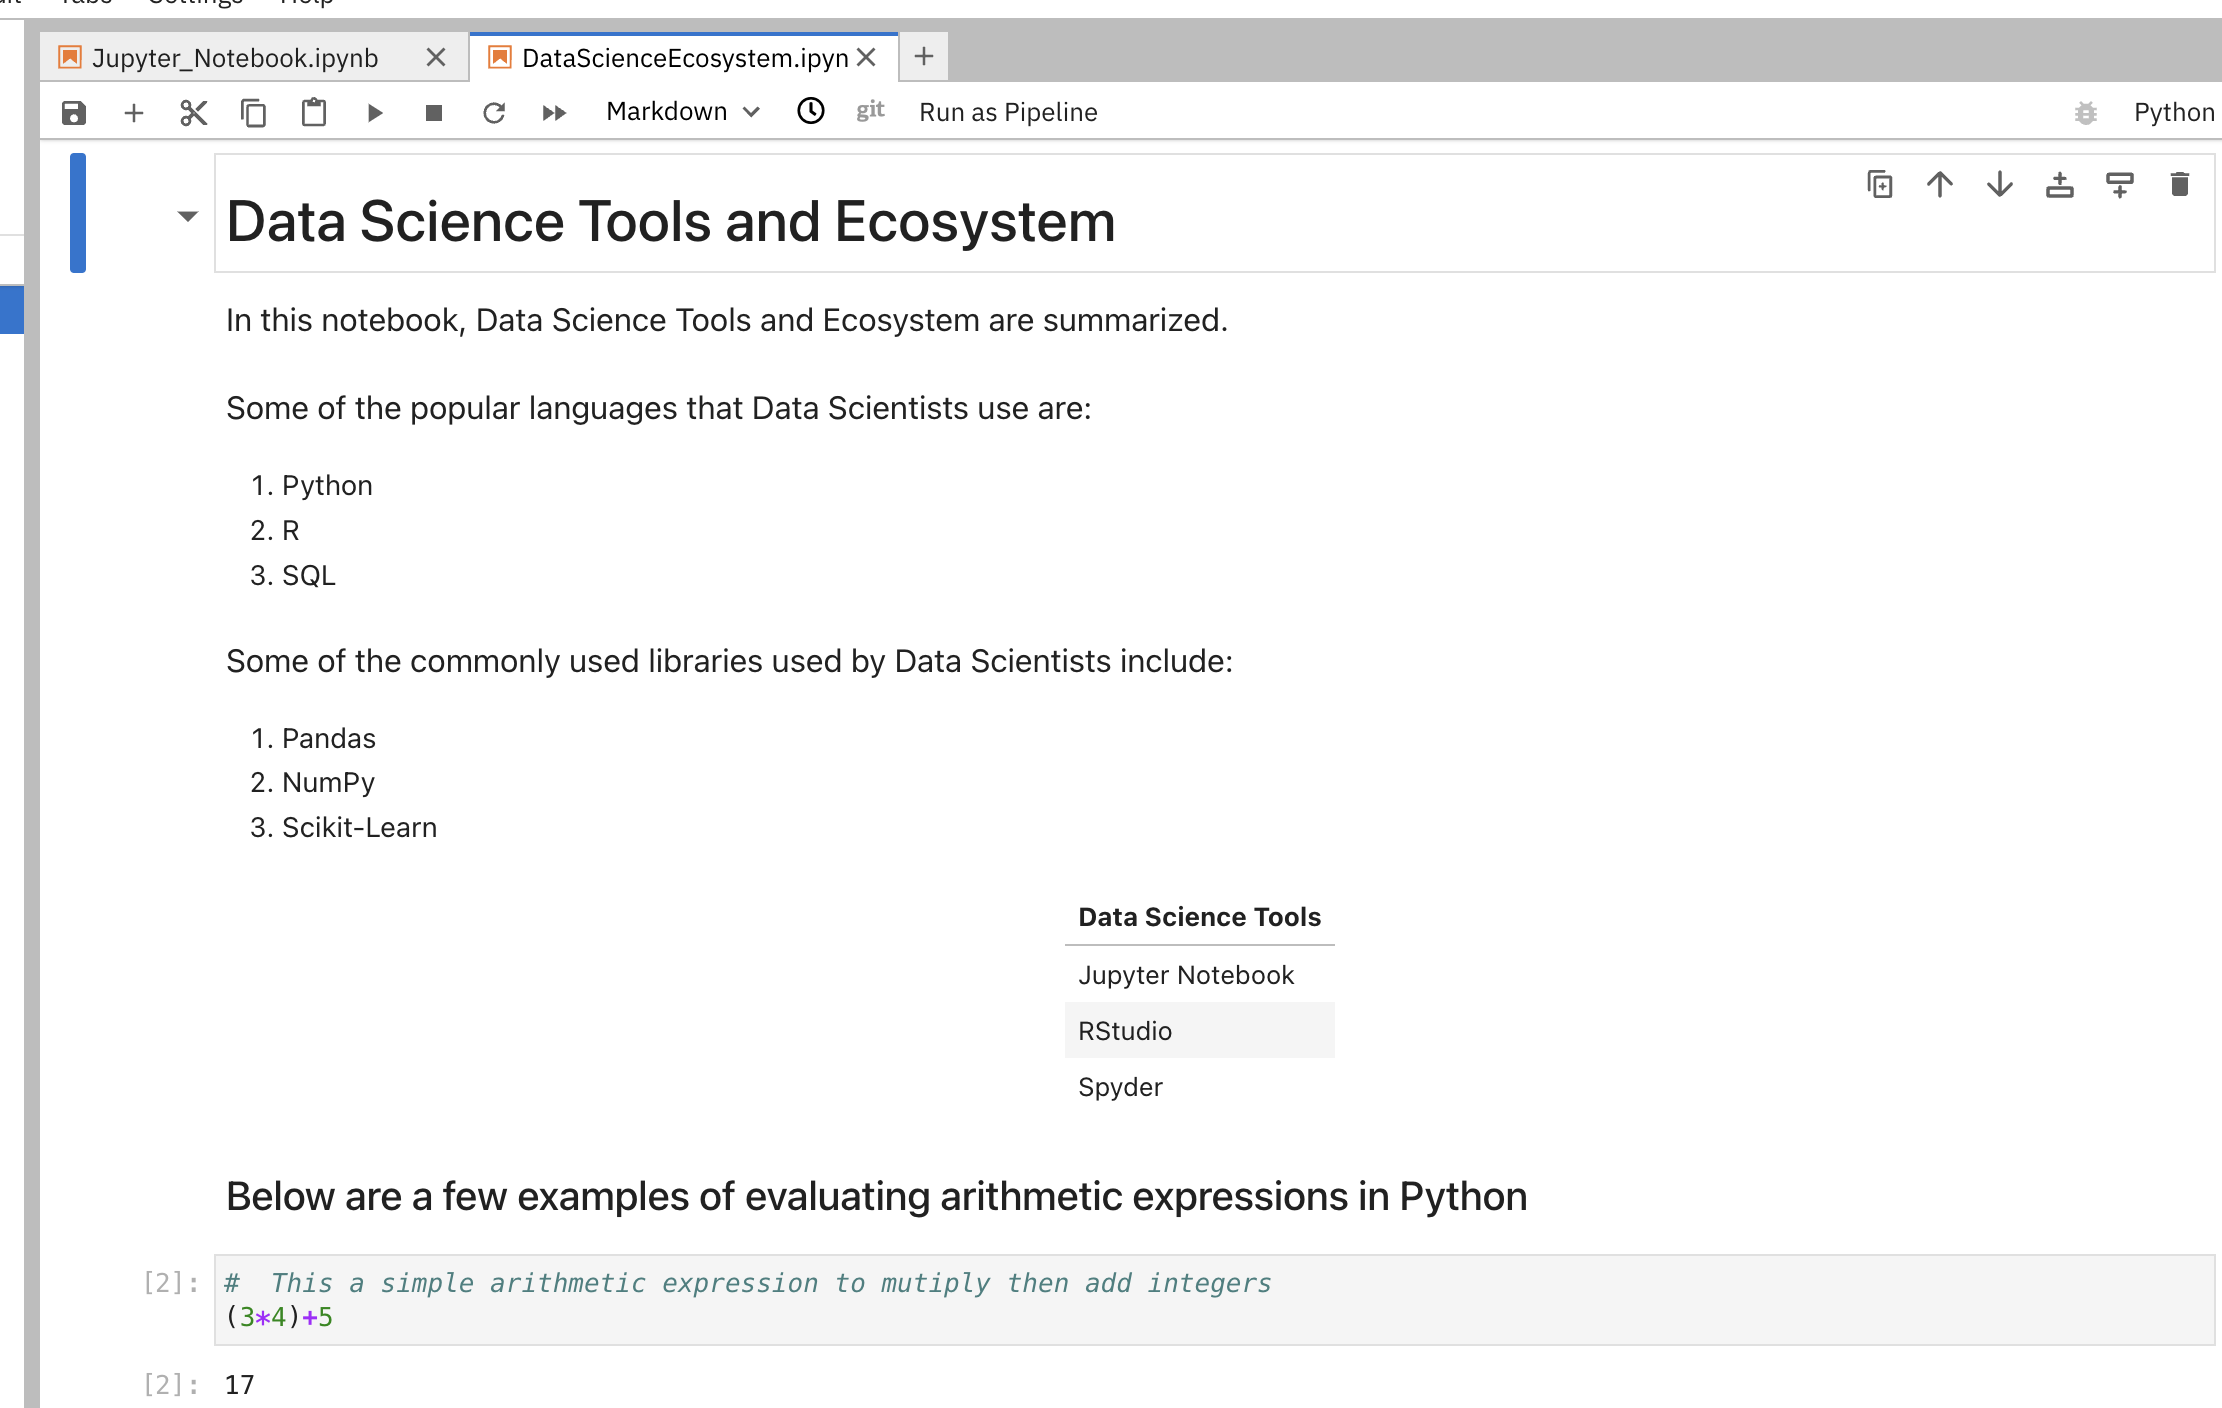 Tabs Settings Help
Jupyter_Notebook.ipynb DataScienceEcosystem.ipyn
Markdown git Run as Pipeline Python
Data Science Tools and Ecosystem
In this notebook, Data Science Tools and Ecosystem are summarized.
Some of the popular languages that Data Scientists use are:
1. Python
2. R
3. SQL
Some of the commonly used libraries used by Data Scientists include:
1. Pandas
2. NumPy
3. Scikit-Learn
Data Science Tools
Jupyter Notebook
RStudio
Spyder
Below are a few examples of evaluating arithmetic expressions in Python
[2]: #  This a simple arithmetic expression to mutiply then add integers
(3*4)+5
[2]: 17